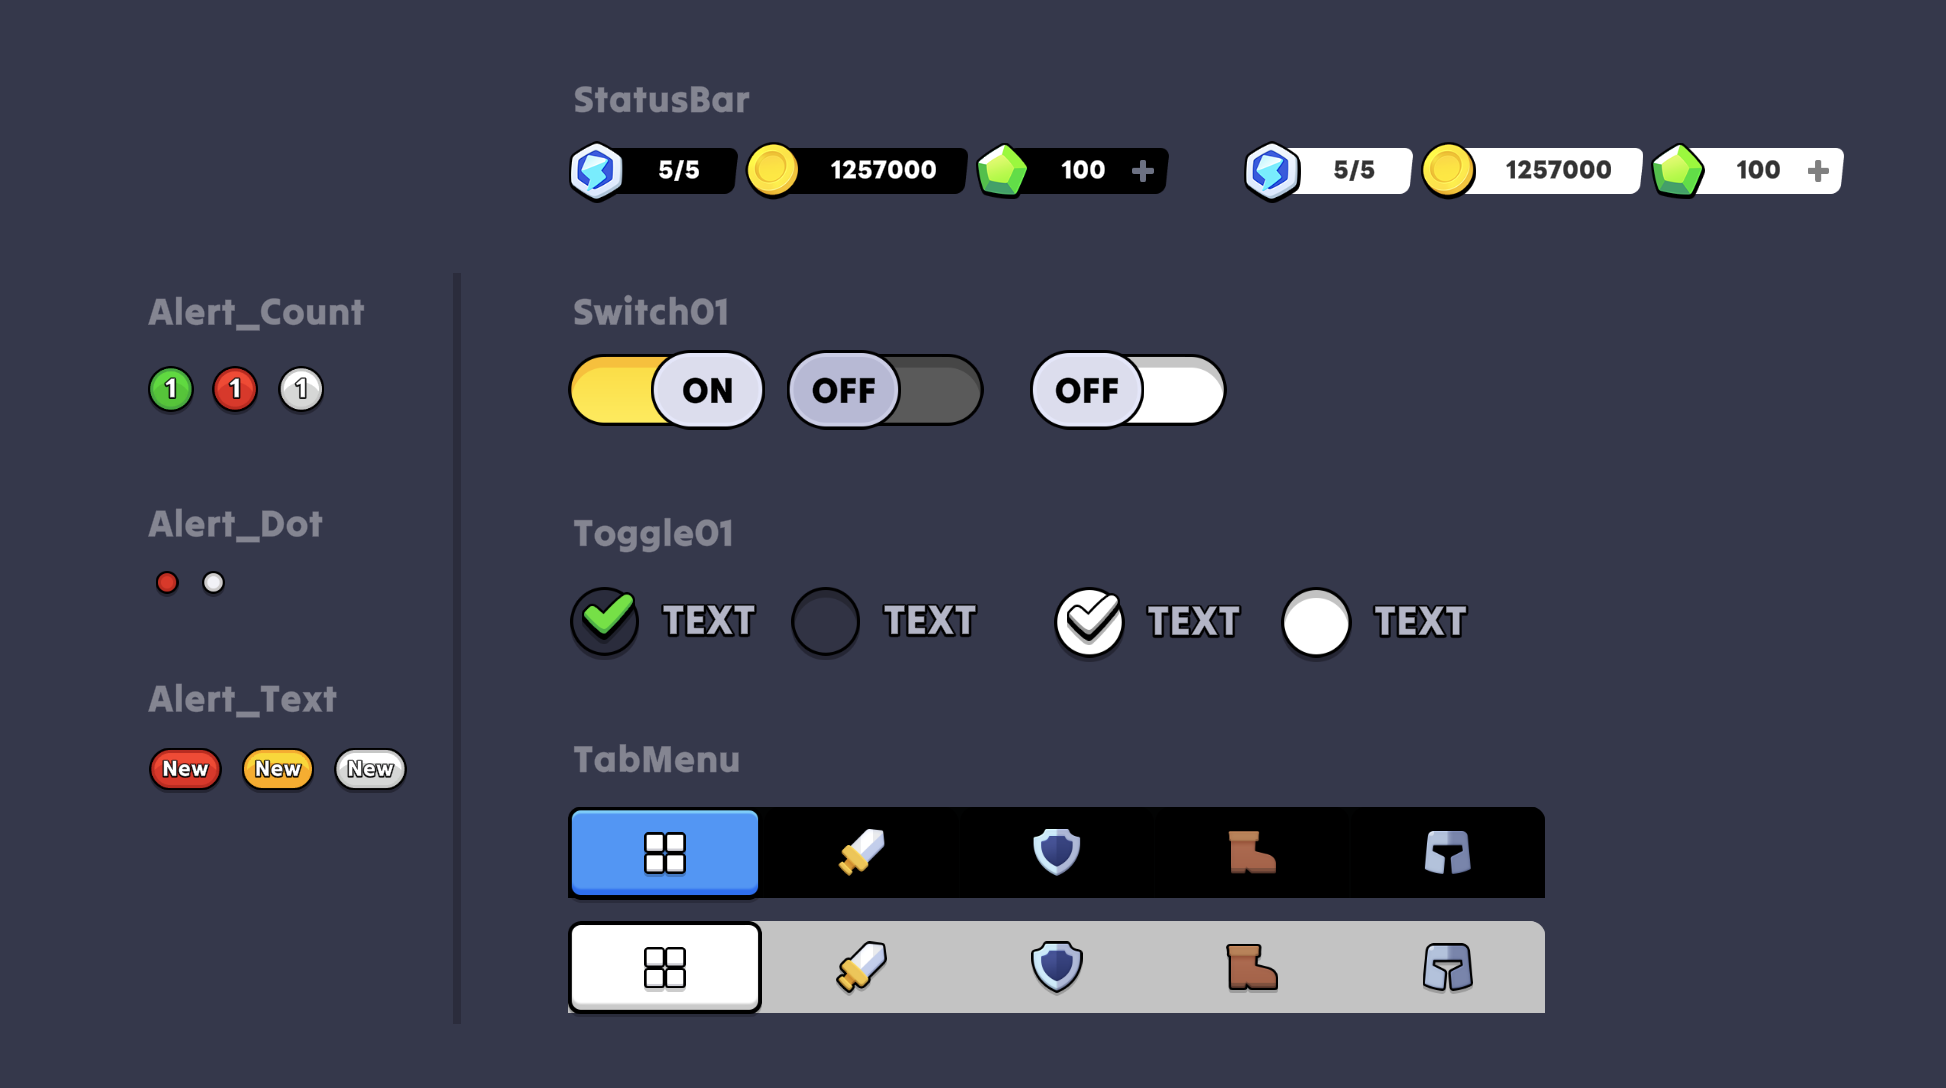 StatusBar
5/5 1257000 100 + 5/5 1257000 100 +
Alert_Count
1 1 1
Switch01
ON OFF OFF
Alert_Dot
Toggle01
TEXT TEXT TEXT TEXT
Alert_Text
New New New
TabMenu